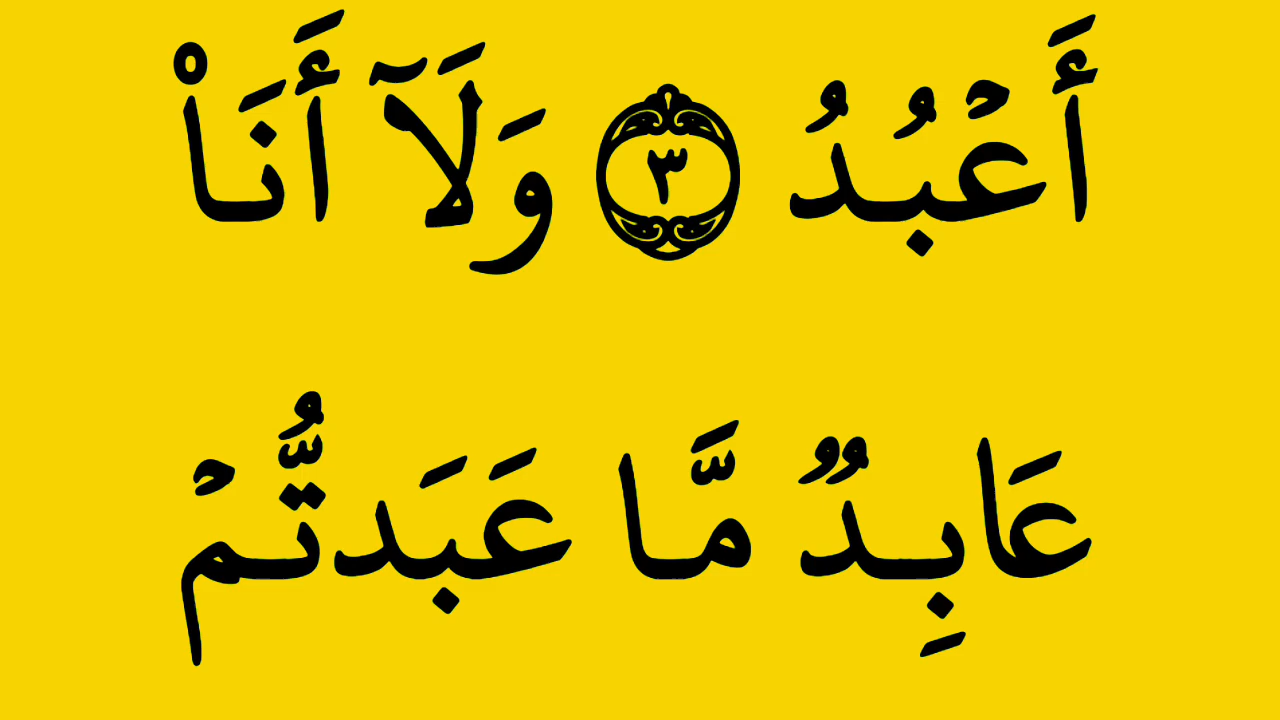 أَعۡبُدُ ٣ وَلَآ أَنَا۠
عَابِدٞ مَّا عَبَدتُّمۡ